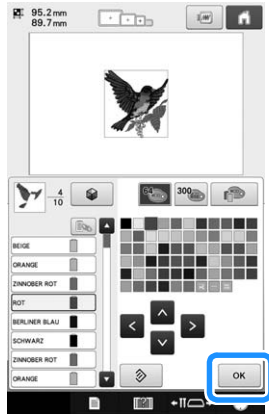 95.2 mm
89.7 mm
4
10
64
300
BEIGE
ORANGE
ZINNOBER ROT
ROT
BERLINER BLAU
SCHWARZ
ZINNOBER ROT
ORANGE
OK